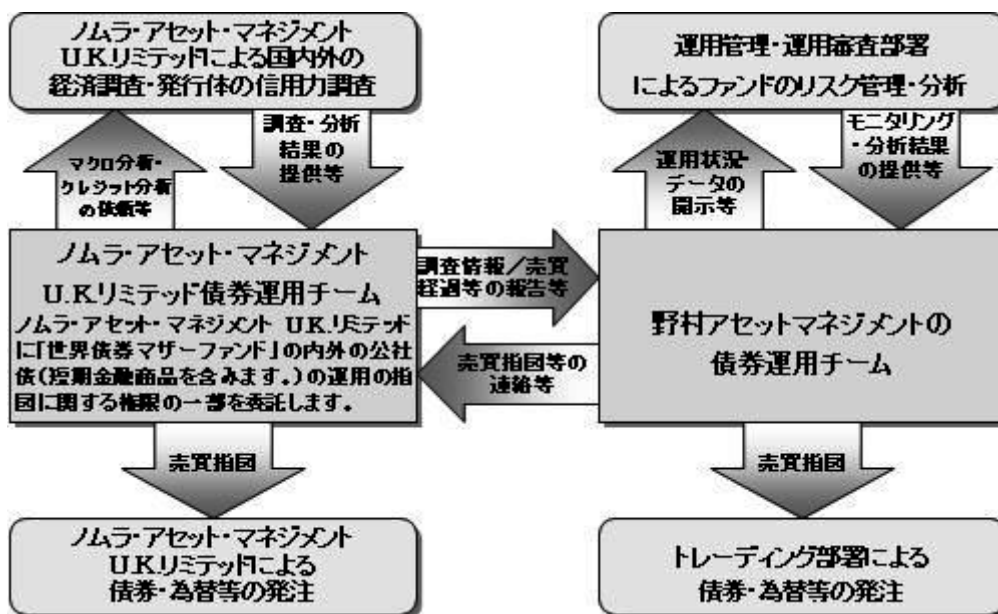 ノムラ・アセット・マネジメント
U.K.リミテッドによる国内外の
経済調査・発行体の信用力調査
運用管理・運用審査部署
によるファンドのリスク管理・分析
マクロ分析・
クレジット分析
の依頼等
調査・分析
結果の
提供等
運用状況・
データの
開示等
モニタリング
・分析結果
の提供等
ノムラ・アセット・マネジメント
U.K.リミテッド債券運用チーム
ノムラ・アセット・マネジメント U.K.リミテッド
に「世界債券マザーファンド」の内外の公社
債(短期金融商品を含みます。)の運用の指
図に関する権限の一部を委託します。
調査情報／売買
経過等の報告等
売買指図等の
連絡等
野村アセットマネジメントの
債券運用チーム
売買指図
売買指図
ノムラ・アセット・マネジメント
U.K.リミテッドによる
債券・為替等の発注
トレーディング部署による
債券・為替等の発注